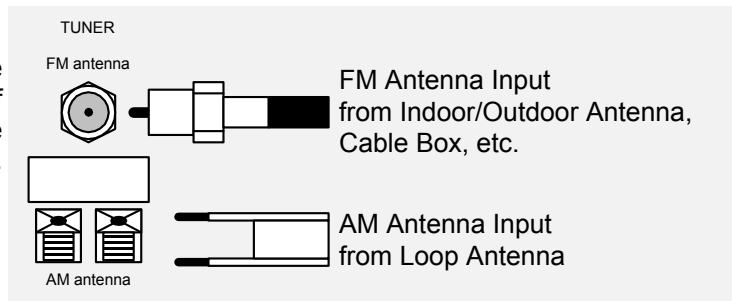 TUNER
FM antenna
FM Antenna Input
from Indoor/Outdoor Antenna,
Cable Box, etc.
AM Antenna Input
from Loop Antenna
AM antenna